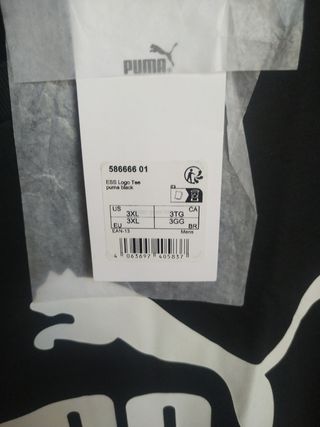 PUMA®
586666 01
ESS Logo Tee
puma black
US 3XL 3TG CA
EU 3XL 3GG BR
EAN-13 Mens
4 063697 405837